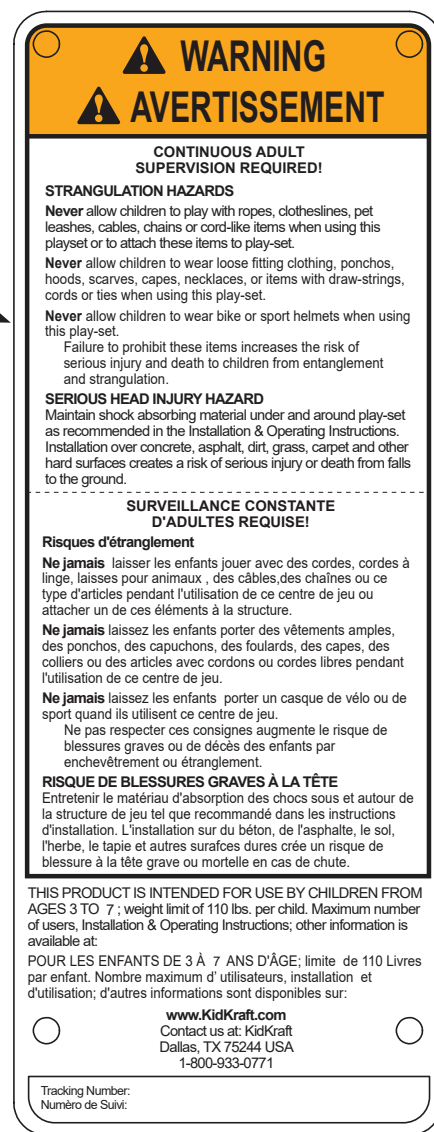 WARNING
AVERTISSEMENT
CONTINUOUS ADULT
SUPERVISION REQUIRED!
STRANGULATION HAZARDS
Never allow children to play with ropes, clotheslines, pet
leashes, cables, chains or cord-like items when using this
playset or to attach these items to play-set.
Never allow children to wear loose fitting clothing, ponchos,
hoods, scarves, capes, necklaces, or items with draw-strings,
cords or ties when using this play-set.
Never allow children to wear bike or sport helmets when using
this play-set.
Failure to prohibit these items increases the risk of
serious injury and death to children from entanglement
and strangulation.
SERIOUS HEAD INJURY HAZARD
Maintain shock absorbing material under and around play-set
as recommended in the Installation & Operating Instructions.
Installation over concrete, asphalt, dirt, grass, carpet and other
hard surfaces creates a risk of serious injury or death from falls
to the ground.
SURVEILLANCE CONSTANTE
D'ADULTES REQUISE!
Risques d'étranglement
Ne jamais laisser les enfants jouer avec des cordes, cordes à
linge, laisses pour animaux , des câbles,des chaînes ou ce
type d'articles pendant l'utilisation de ce centre de jeu ou
attacher un de ces éléments à la structure.
Ne jamais laissez les enfants porter des vêtements amples,
des ponchos, des capuchons, des foulards, des capes, des
colliers ou des articles avec cordons ou cordes libres pendant
l'utilisation de ce centre de jeu.
Ne jamais laissez les enfants porter un casque de vélo ou de
sport quand ils utilisent ce centre de jeu.
Ne pas respecter ces consignes augmente le risque de
blessures graves ou de décès des enfants par
enchevêtrement ou étranglement.
RISQUE DE BLESSURES GRAVES À LA TÊTE
Entretenir le matériau d'absorption des chocs sous et autour de
la structure de jeu tel que recommandé dans les instructions
d'installation. L'installation sur du béton, de l'asphalte, le sol,
l'herbe, le tapie et autres surafces dures crée un risque de
blessure à la tête grave ou mortelle en cas de chute.
THIS PRODUCT IS INTENDED FOR USE BY CHILDREN FROM
AGES 3 TO 7 ; weight limit of 110 lbs. per child. Maximum number
of users, Installation & Operating Instructions; other information is
available at:
POUR LES ENFANTS DE 3 À 7 ANS D'ÂGE; limite de 110 Livres
par enfant. Nombre maximum d' utilisateurs, installation et
d'utilisation; d'autres informations sont disponibles sur:
www.KidKraft.com
Contact us at: KidKraft
Dallas, TX 75244 USA
1-800-933-0771
Tracking Number:
Numèro de Suivi: